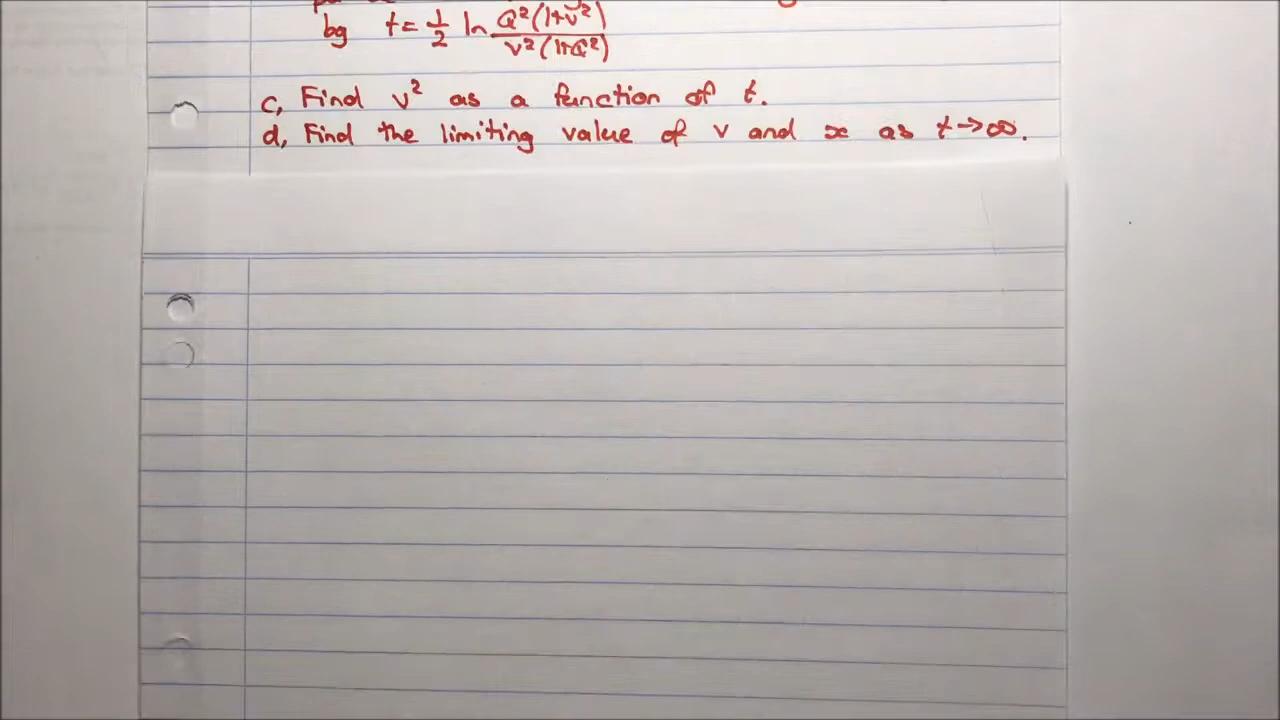 bg t = 1/2 ln Q²(1+v²)/v²(1+Q²)
c, Find v² as a function of t.
d, Find the limiting value of v and x as t→∞.